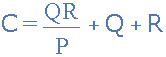 C = QR/P + Q + R